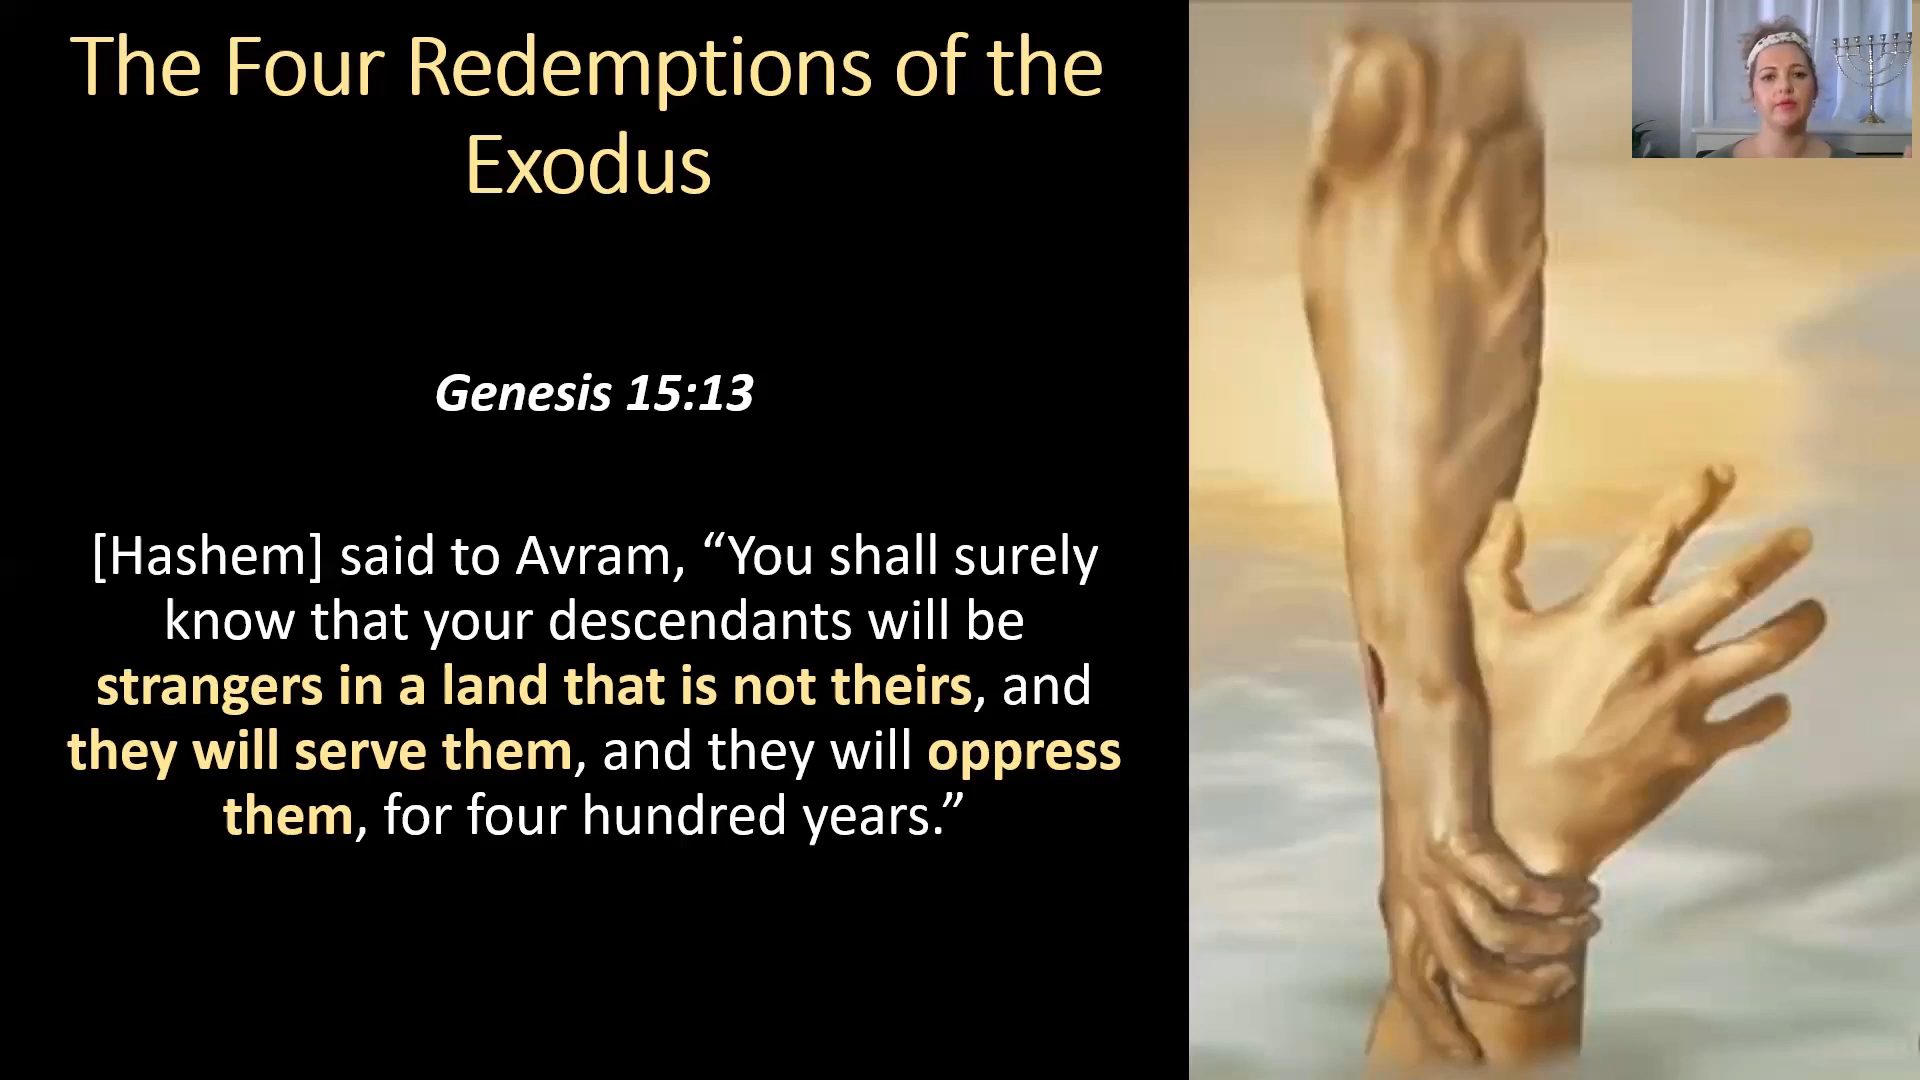 The Four Redemptions of the
Exodus
Genesis 15:13
[Hashem] said to Avram, “You shall surely
know that your descendants will be
strangers in a land that is not theirs, and
they will serve them, and they will oppress
them, for four hundred years.”